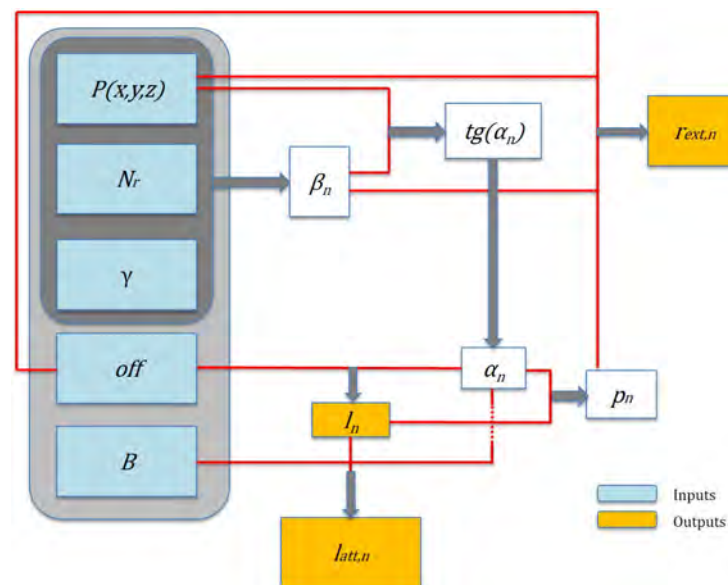 P(x,y,z)
tg(αn)
rext,n
Nr
βn
γ
off
αn
pn
ln
B
latt,n
Inputs
Outputs